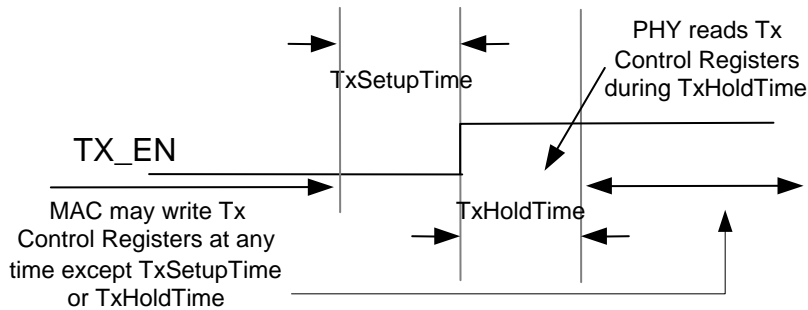 PHY reads Tx
Control Registers
during TxHoldTime
TxSetupTime
TX_EN
TxHoldTime
MAC may write Tx
Control Registers at any
time except TxSetupTime
or TxHoldTime